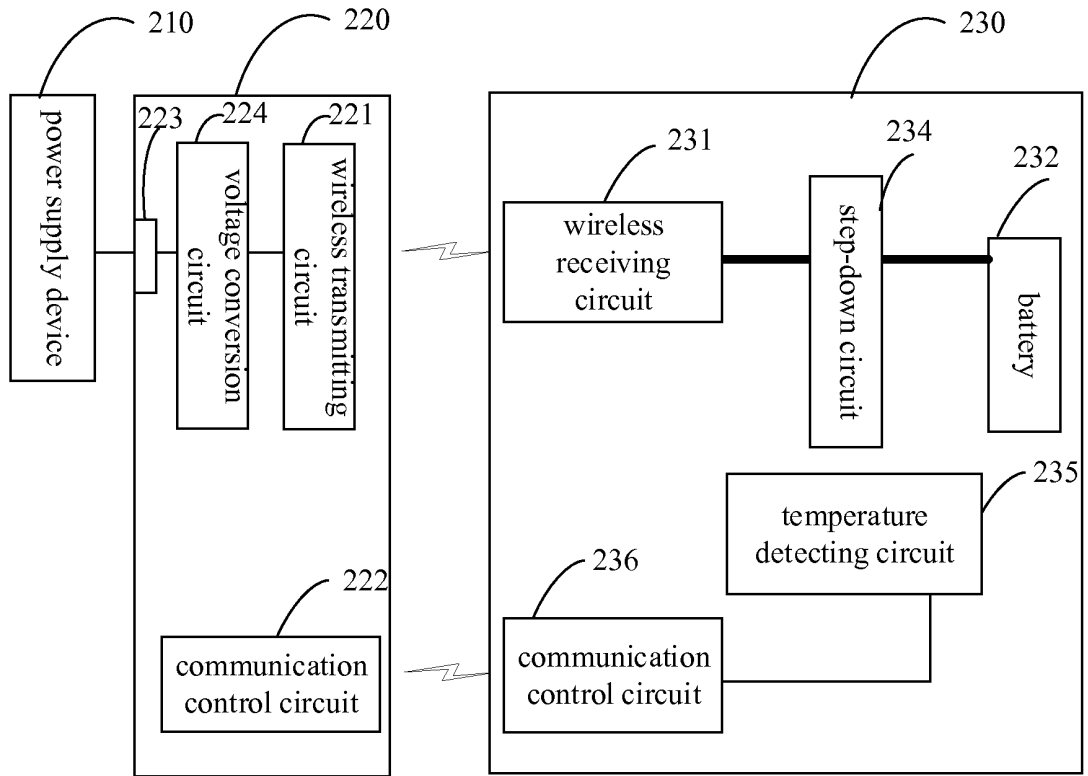 210
220
230
223
224
221
231
234
232
power supply device
voltage conversion
circuit
wireless transmitting
circuit
wireless
receiving
circuit
step-down circuit
battery
235
temperature
detecting circuit
222
236
communication
control circuit
communication
control circuit